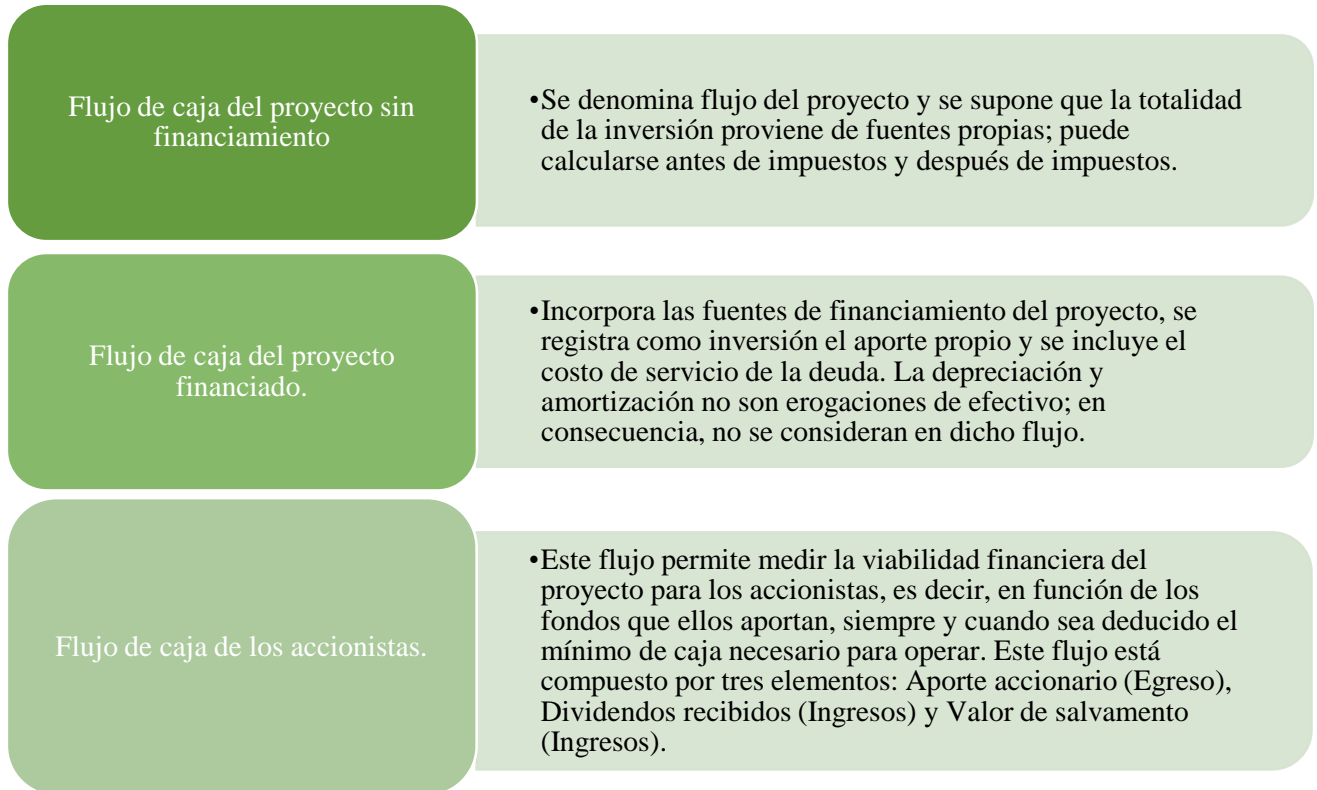 Flujo de caja del proyecto sin
financiamiento
•Se denomina flujo del proyecto y se supone que la totalidad
de la inversión proviene de fuentes propias; puede
calcularse antes de impuestos y después de impuestos.
Flujo de caja del proyecto
financiado.
•Incorpora las fuentes de financiamiento del proyecto, se
registra como inversión el aporte propio y se incluye el
costo de servicio de la deuda. La depreciación y
amortización no son erogaciones de efectivo; en
consecuencia, no se consideran en dicho flujo.
Flujo de caja de los accionistas.
•Este flujo permite medir la viabilidad financiera del
proyecto para los accionistas, es decir, en función de los
fondos que ellos aportan, siempre y cuando sea deducido el
mínimo de caja necesario para operar. Este flujo está
compuesto por tres elementos: Aporte accionario (Egreso),
Dividendos recibidos (Ingresos) y Valor de salvamento
(Ingresos).